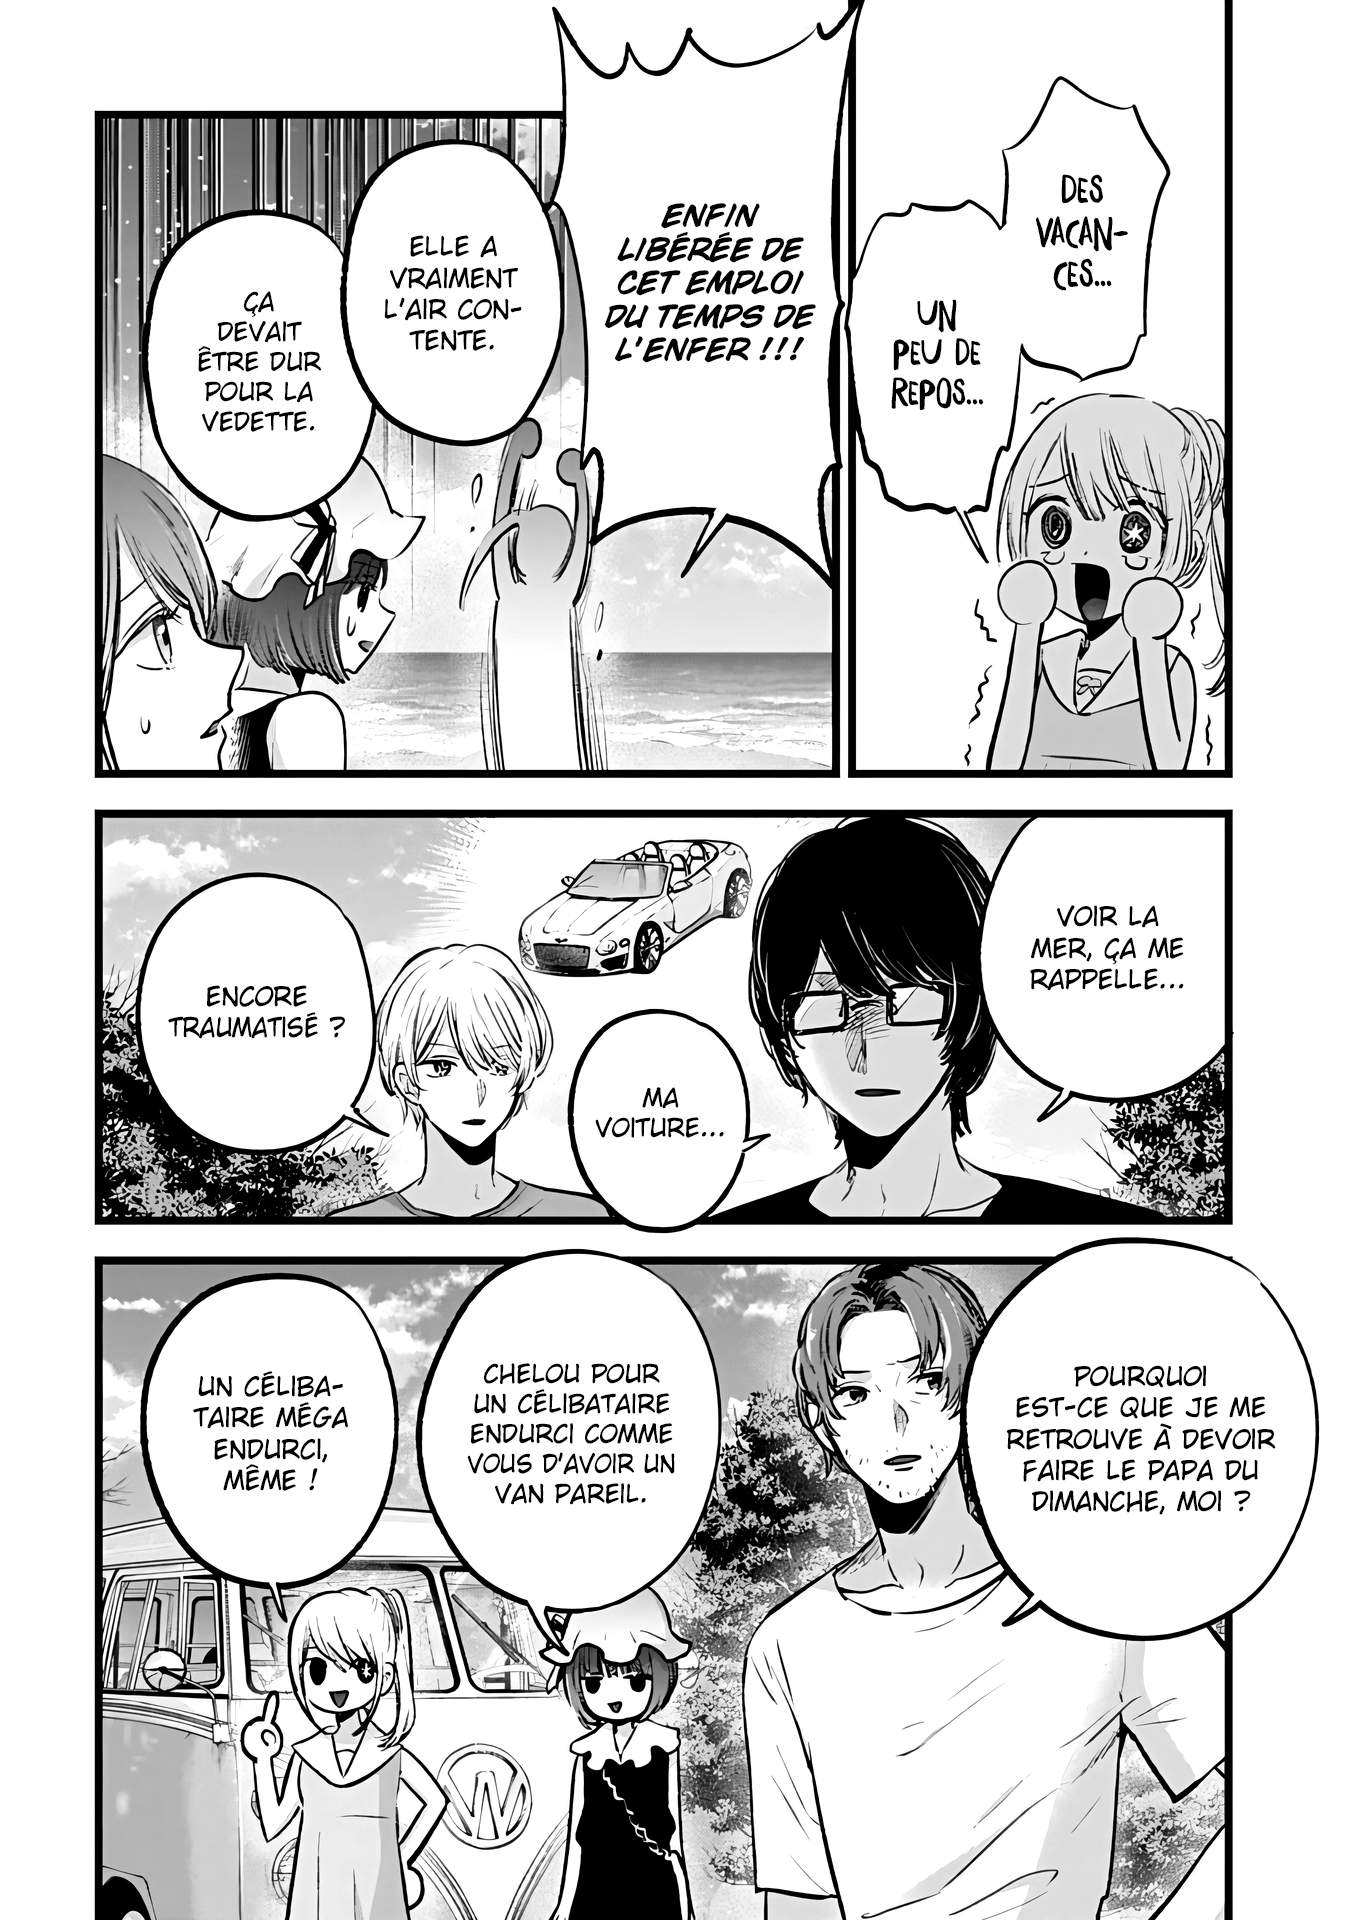 DES
VACAN-
CES...
UN
PEU DE
REPOS...
ENFIN
LIBÉRÉE DE
CET EMPLOI
DU TEMPS DE
L'ENFER !!!
ELLE A
VRAIMENT
L'AIR CON-
TENTE.
ÇA
DEVAIT
ÊTRE DUR
POUR LA
VEDETTE.
VOIR LA
MER, ÇA ME
RAPPELLE...
MA
VOITURE...
ENCORE
TRAUMATISÉ ?
POURQUOI
EST-CE QUE JE ME
RETROUVE À DEVOIR
FAIRE LE PAPA DU
DIMANCHE, MOI ?
CHELOU POUR
UN CÉLIBATAIRE
ENDURCI COMME
VOUS D'AVOIR UN
VAN PAREIL.
UN CÉLIBA-
TAIRE MÉGA
ENDURCI,
MÊME !
W